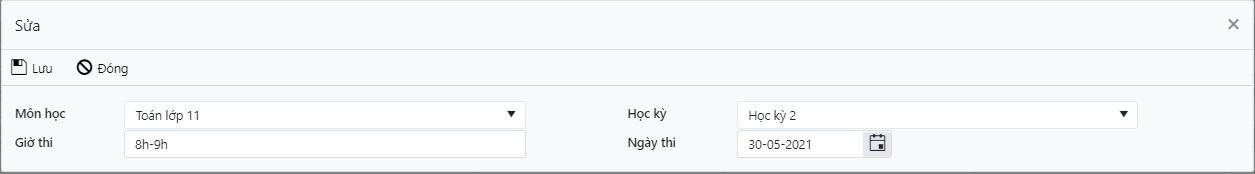 Sửa
Lưu Đóng
Môn học Toán lớp 11 Học kỳ Học kỳ 2
Giờ thi 8h-9h Ngày thi 30-05-2021